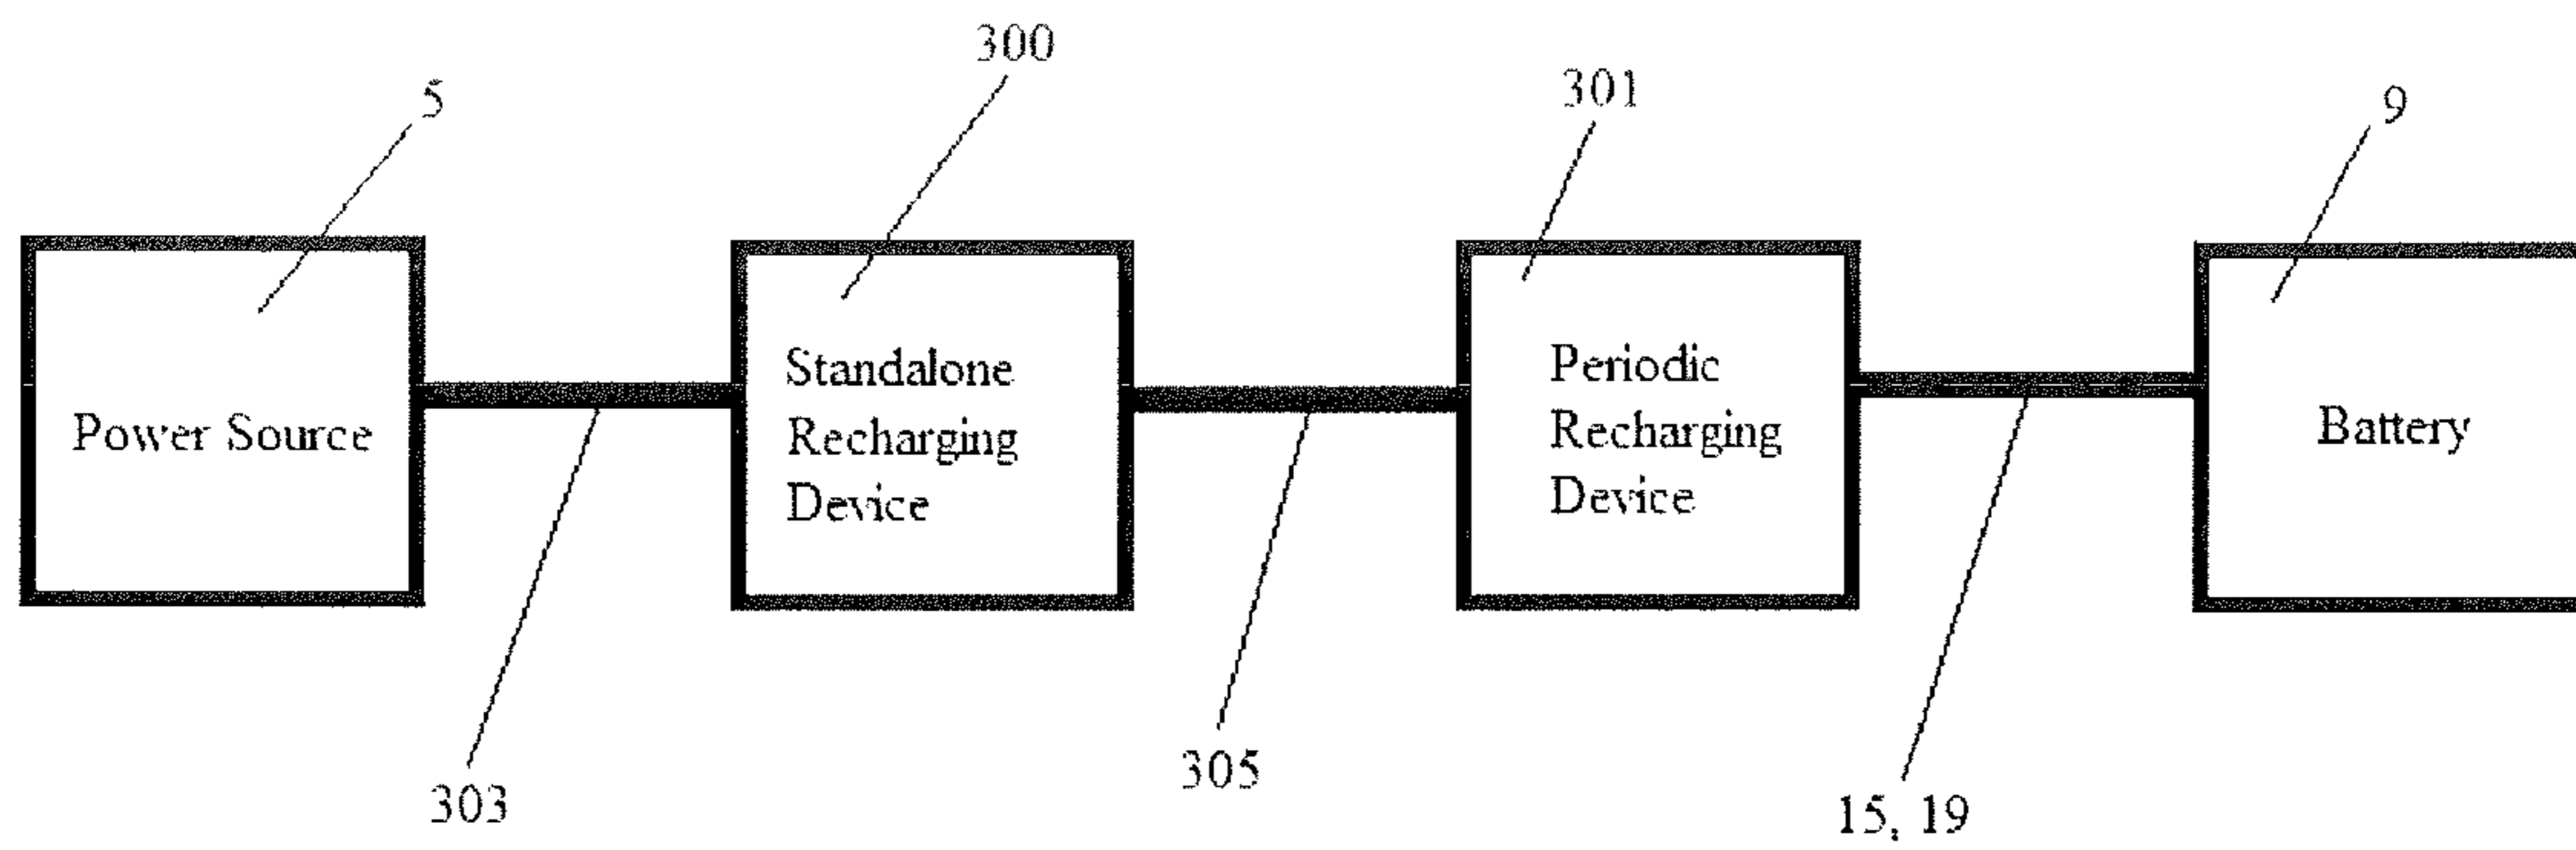 300
301
5
9
Power Source
Standalone
Recharging
Device
Periodic
Recharging
Device
Battery
303
305
15, 19